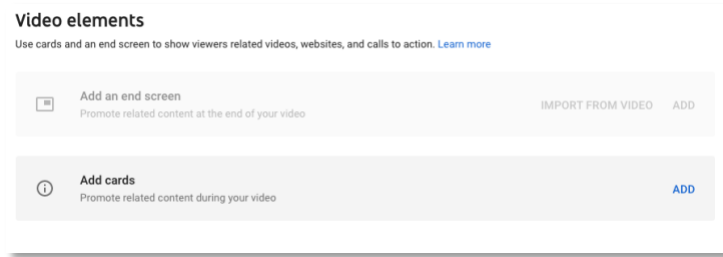 Video elements
Use cards and an end screen to show viewers related videos, websites, and calls to action. Learn more
Add an end screen
Promote related content at the end of your video
IMPORT FROM VIDEO ADD
Add cards
Promote related content during your video
ADD